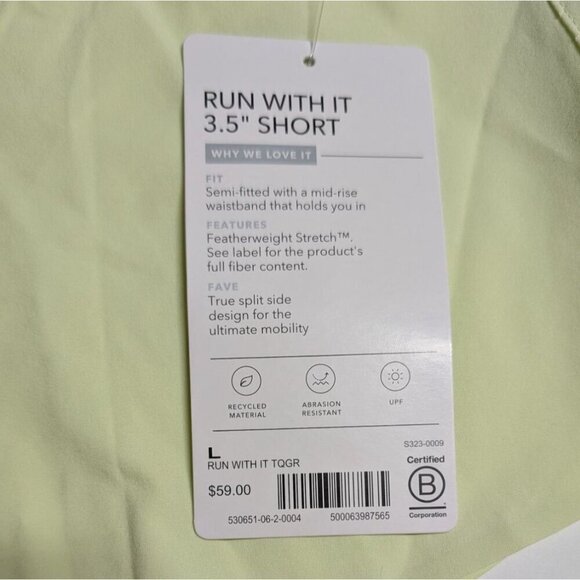 RUN WITH IT
3.5" SHORT
WHY WE LOVE IT
FIT
Semi-fitted with a mid-rise
waistband that holds you in
FEATURES
Featherweight Stretch™.
See label for the product's
full fiber content.
FAVE
True split side
design for the
ultimate mobility
RECYCLED
MATERIAL
ABRASION
RESISTANT
UPF
L
RUN WITH IT TQGR
$59.00
530651-06-2-0004
500063987565
S323-0009
Certified
B
Corporation